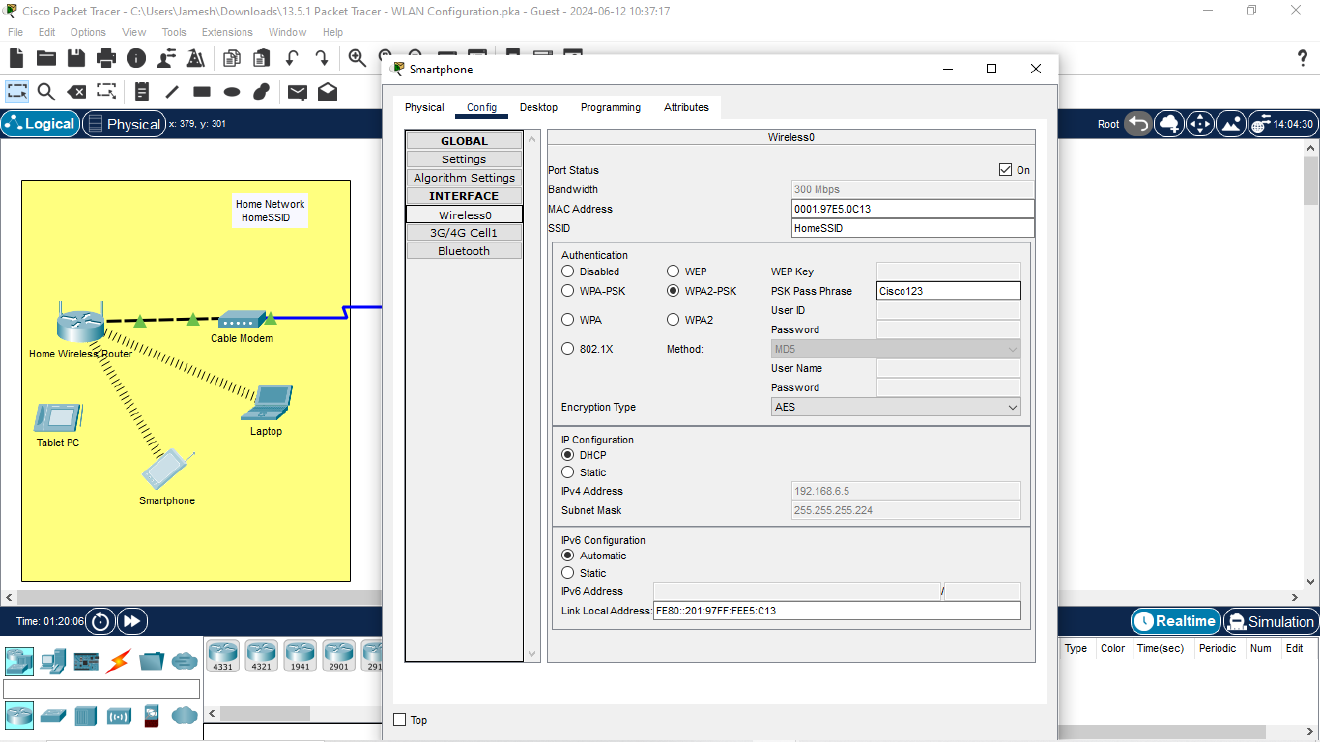 Cisco Packet Tracer - C:\Users\Jamesh\Downloads\13.5.1 Packet Tracer - WLAN Configuration.pka - Guest - 2024-06-12 10:37:17
File Edit Options View Tools Extensions Window Help
?
Logical Physical x: 379, y: 301
Root 14:04:30
Home Network
HomeSSID
Home Wireless Router
Cable Modem
Laptop
Tablet PC
Smartphone
Smartphone
Physical Config Desktop Programming Attributes
GLOBAL
Settings
Algorithm Settings
INTERFACE
Wireless0
3G/4G Cell1
Bluetooth
Wireless0
Port Status On
Bandwidth 300 Mbps
MAC Address 0001.97E5.0C13
SSID HomeSSID
Authentication
Disabled WEP WEP Key
WPA-PSK WPA2-PSK PSK Pass Phrase Cisco123
User ID
WPA WPA2
Password
802.1X Method: MD5
User Name
Password
Encryption Type AES
IP Configuration
DHCP
Static
IPv4 Address 192.168.6.5
Subnet Mask 255.255.255.224
IPv6 Configuration
Automatic
Static
IPv6 Address /
Link Local Address: FE80::201:97FF:FEE5:C13
Top
Time: 01:20:06
Realtime Simulation
4331 4321 1941 2901 291
Type Color Time(sec) Periodic Num Edit